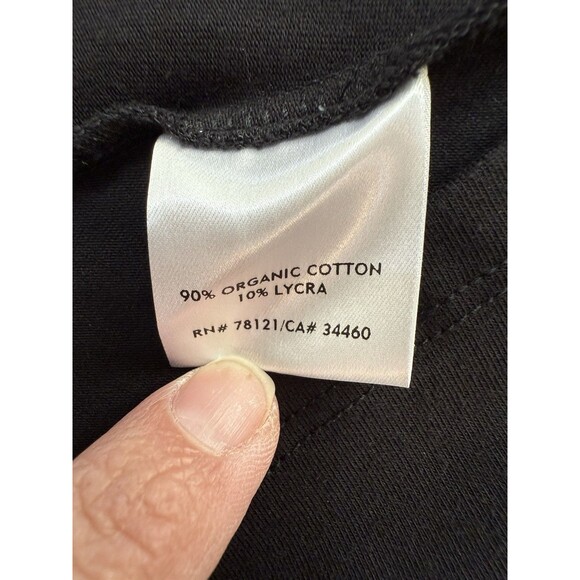 90% ORGANIC COTTON
10% LYCRA
RN# 78121/CA# 34460